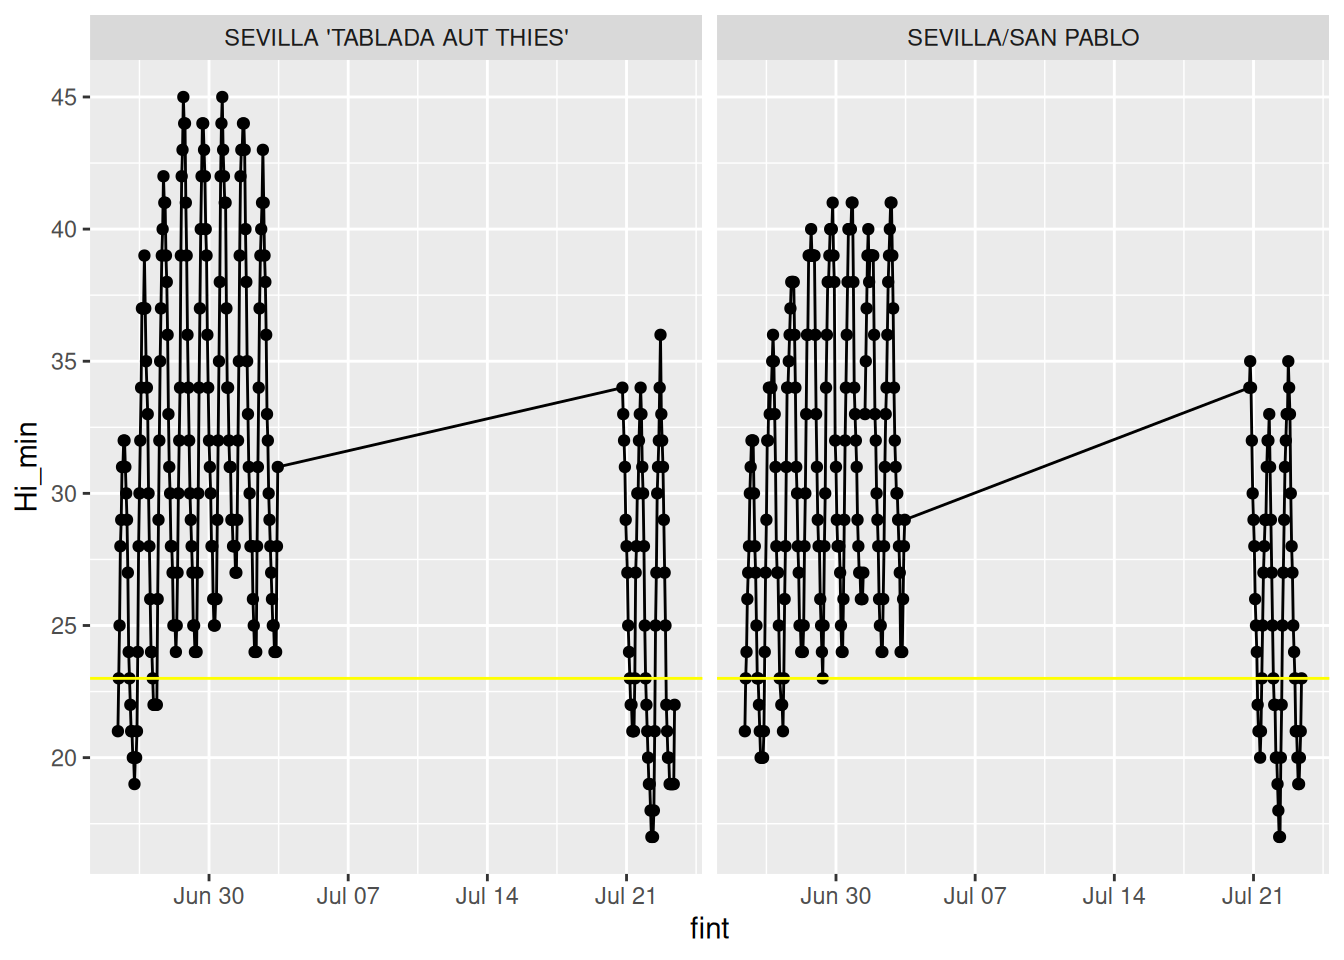 SEVILLA 'TABLADA AUT THIES'
SEVILLA/SAN PABLO
45
40
35
30
25
20
Hi_min
Jun 30
Jul 07
Jul 14
Jul 21
Jun 30
Jul 07
Jul 14
Jul 21
fint